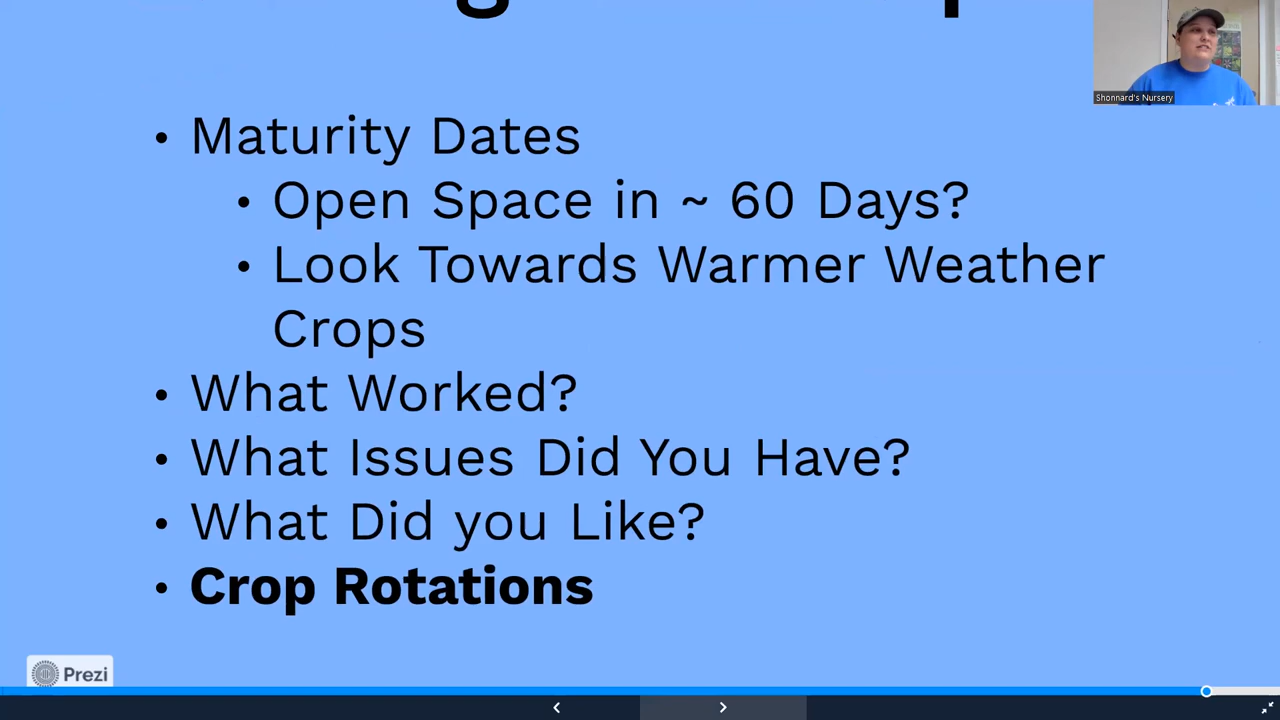 Maturity Dates
Open Space in ~ 60 Days?
Look Towards Warmer Weather
Crops
What Worked?
What Issues Did You Have?
What Did you Like?
Crop Rotations
Shonnard's Nursery
Prezi